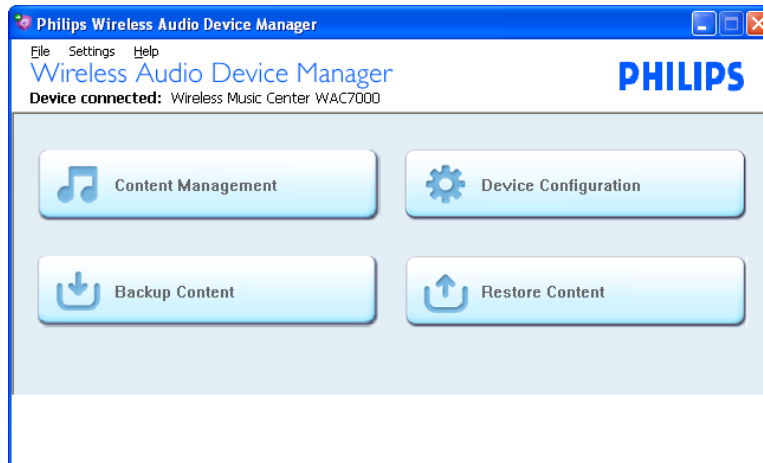 Philips Wireless Audio Device Manager
File Settings Help
Wireless Audio Device Manager
PHILIPS
Device connected: Wireless Music Center WAC7000
Content Management
Device Configuration
Backup Content
Restore Content